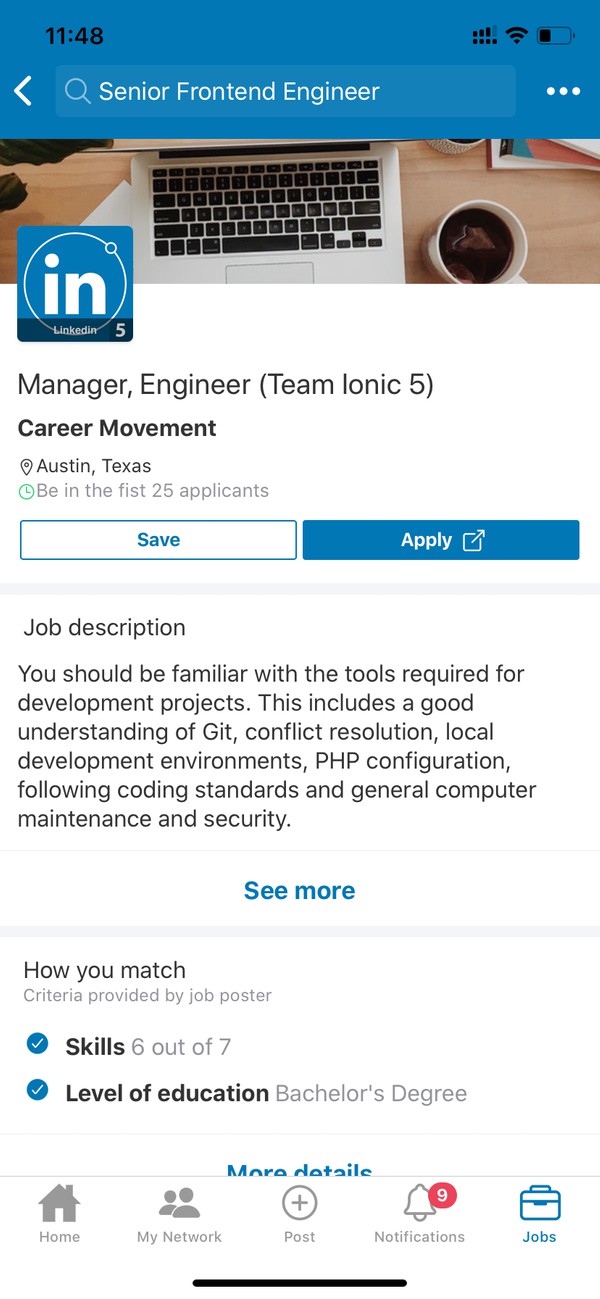 11:48
Senior Frontend Engineer
in
Linkedin 5
Manager, Engineer (Team Ionic 5)
Career Movement
Austin, Texas
Be in the fist 25 applicants
Save
Apply
Job description
You should be familiar with the tools required for
development projects. This includes a good
understanding of Git, conflict resolution, local
development environments, PHP configuration,
following coding standards and general computer
maintenance and security.
See more
How you match
Criteria provided by job poster
Skills 6 out of 7
Level of education Bachelor's Degree
More details
9
Home
My Network
Post
Notifications
Jobs